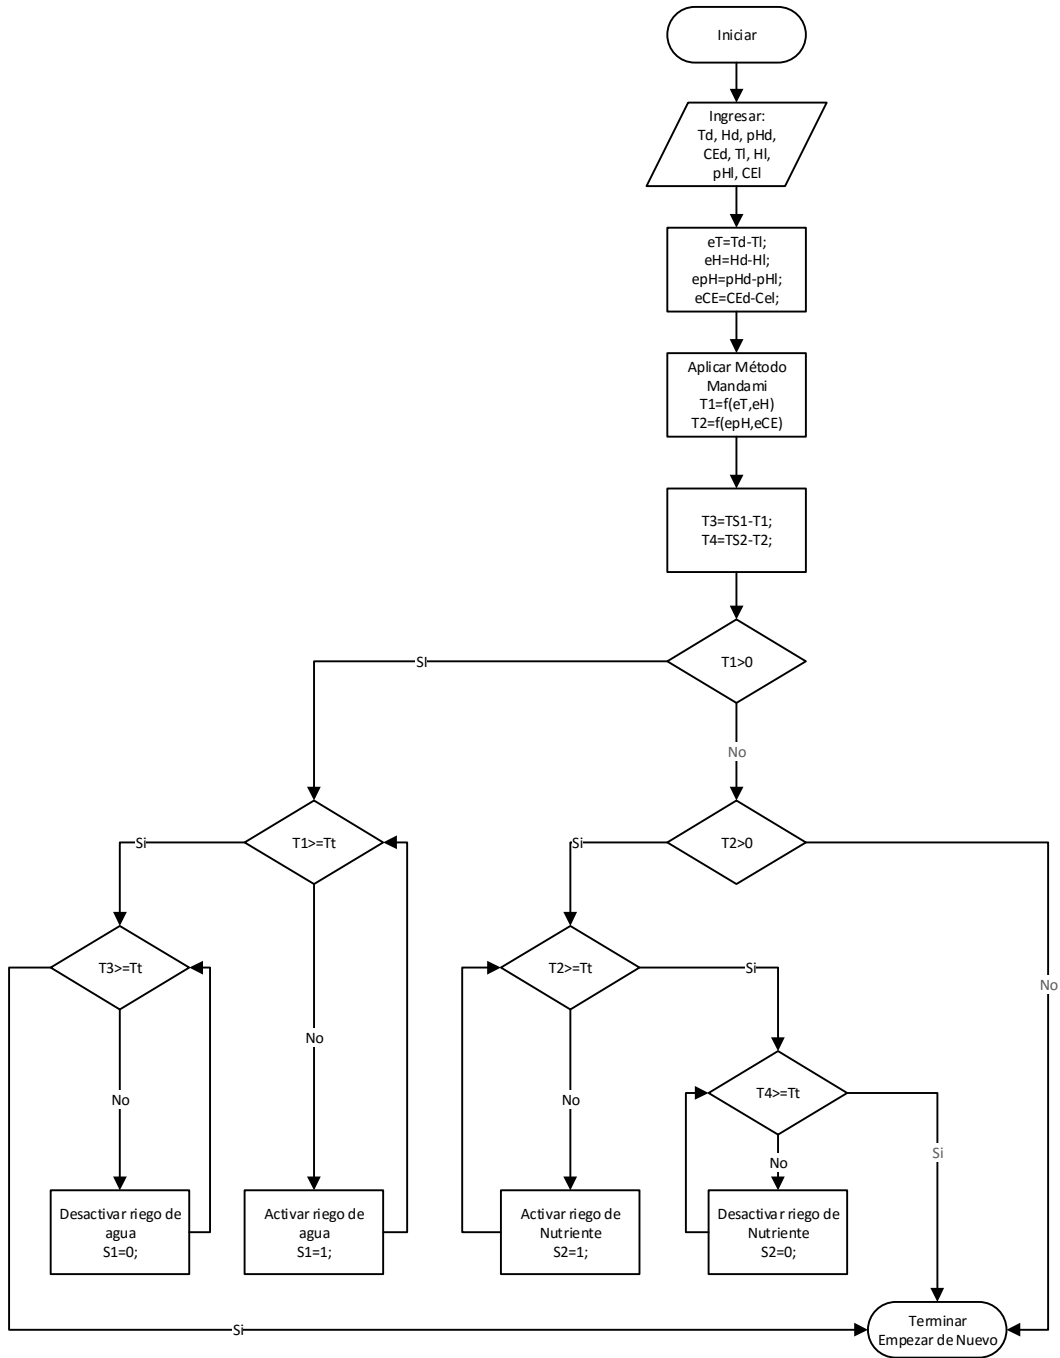 Iniciar
Ingresar:
Td, Hd, pHd,
CEd, Tl, Hl,
pHl, CEl
eT=Td-Tl;
eH=Hd-Hl;
epH=pHd-pHl;
eCE=CEd-Cel;
Aplicar Método
Mandami
T1=f(eT,eH)
T2=f(epH,eCE)
T3=TS1-T1;
T4=TS2-T2;
T1>0
SI
No
T1>=Tt
Si
T2>0
Si
No
T3>=Tt
No
No
T2>=Tt
Si
No
T4>=Tt
No
Si
Desactivar riego de
agua
S1=0;
Activar riego de
agua
S1=1;
Activar riego de
Nutriente
S2=1;
Desactivar riego de
Nutriente
S2=0;
Si
Terminar
Empezar de Nuevo